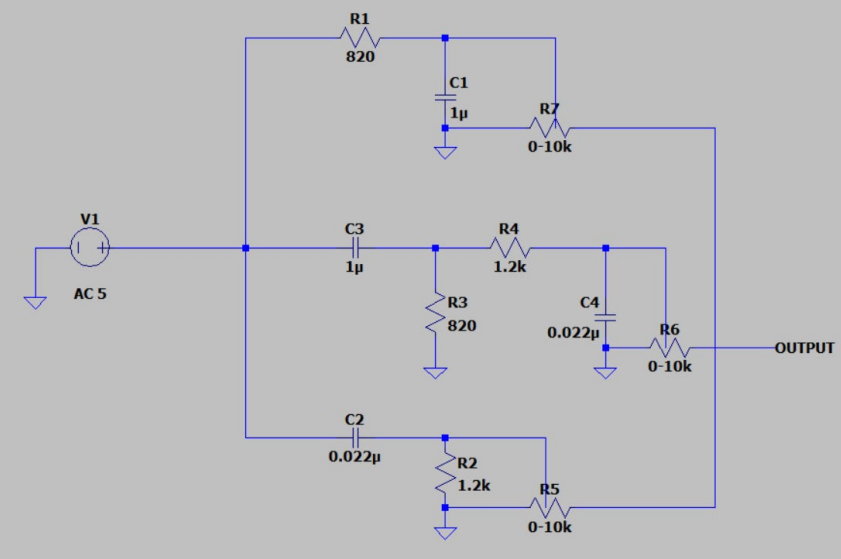 R1
820
C1
1µ
R7
0-10k
V1
AC 5
C3
1µ
R4
1.2k
R3
820
C4
0.022µ
R6
0-10k
OUTPUT
C2
0.022µ
R2
1.2k
R5
0-10k